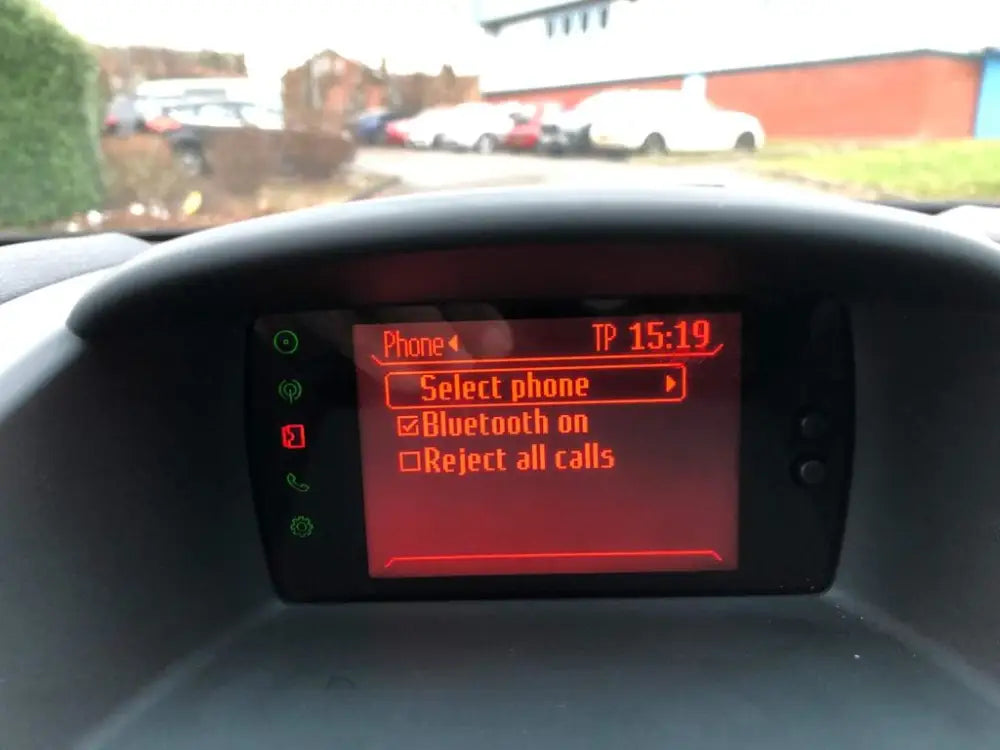 Phone TP 15:19
Select phone
Bluetooth on
Reject all calls